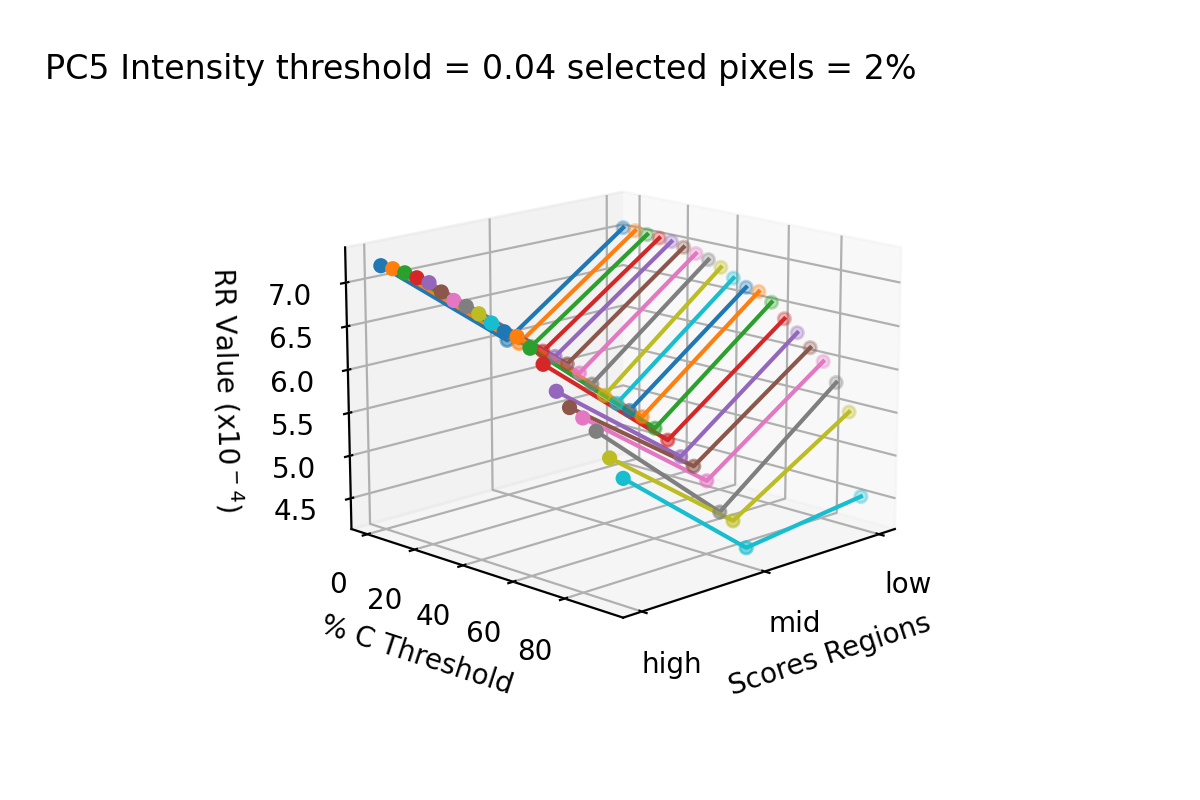 PC5 Intensity threshold = 0.04 selected pixels = 2%
RR Value (x10⁻⁴)
7.0
6.5
6.0
5.5
5.0
4.5
0
20
40
60
80
% C Threshold
high
mid
low
Scores Regions